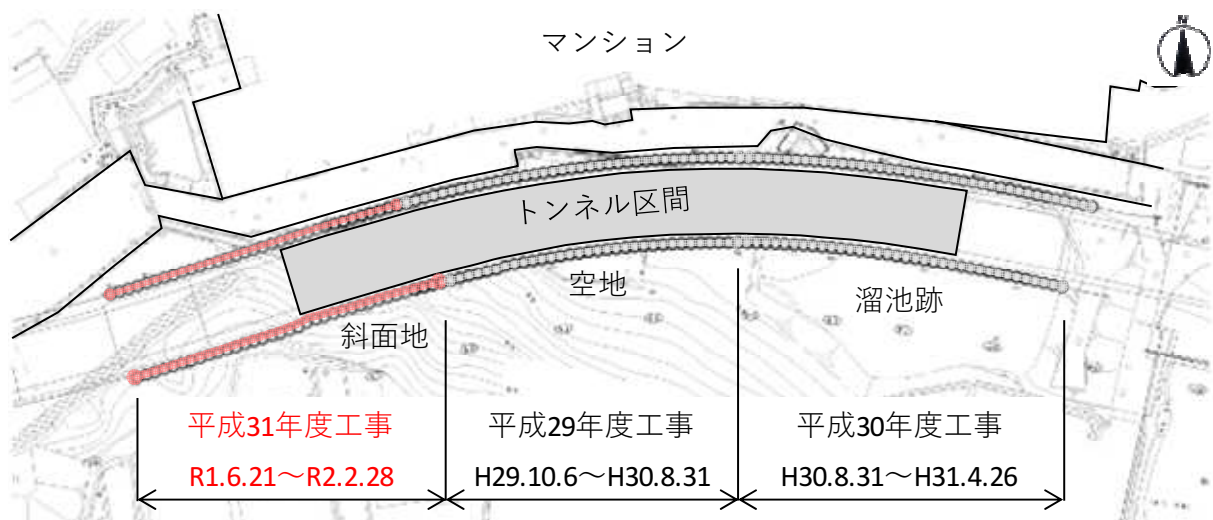 マンション
N
トンネル区間
空地
溜池跡
斜面地
平成31年度工事
平成29年度工事
平成30年度工事
R1.6.21～R2.2.28
H29.10.6～H30.8.31
H30.8.31～H31.4.26